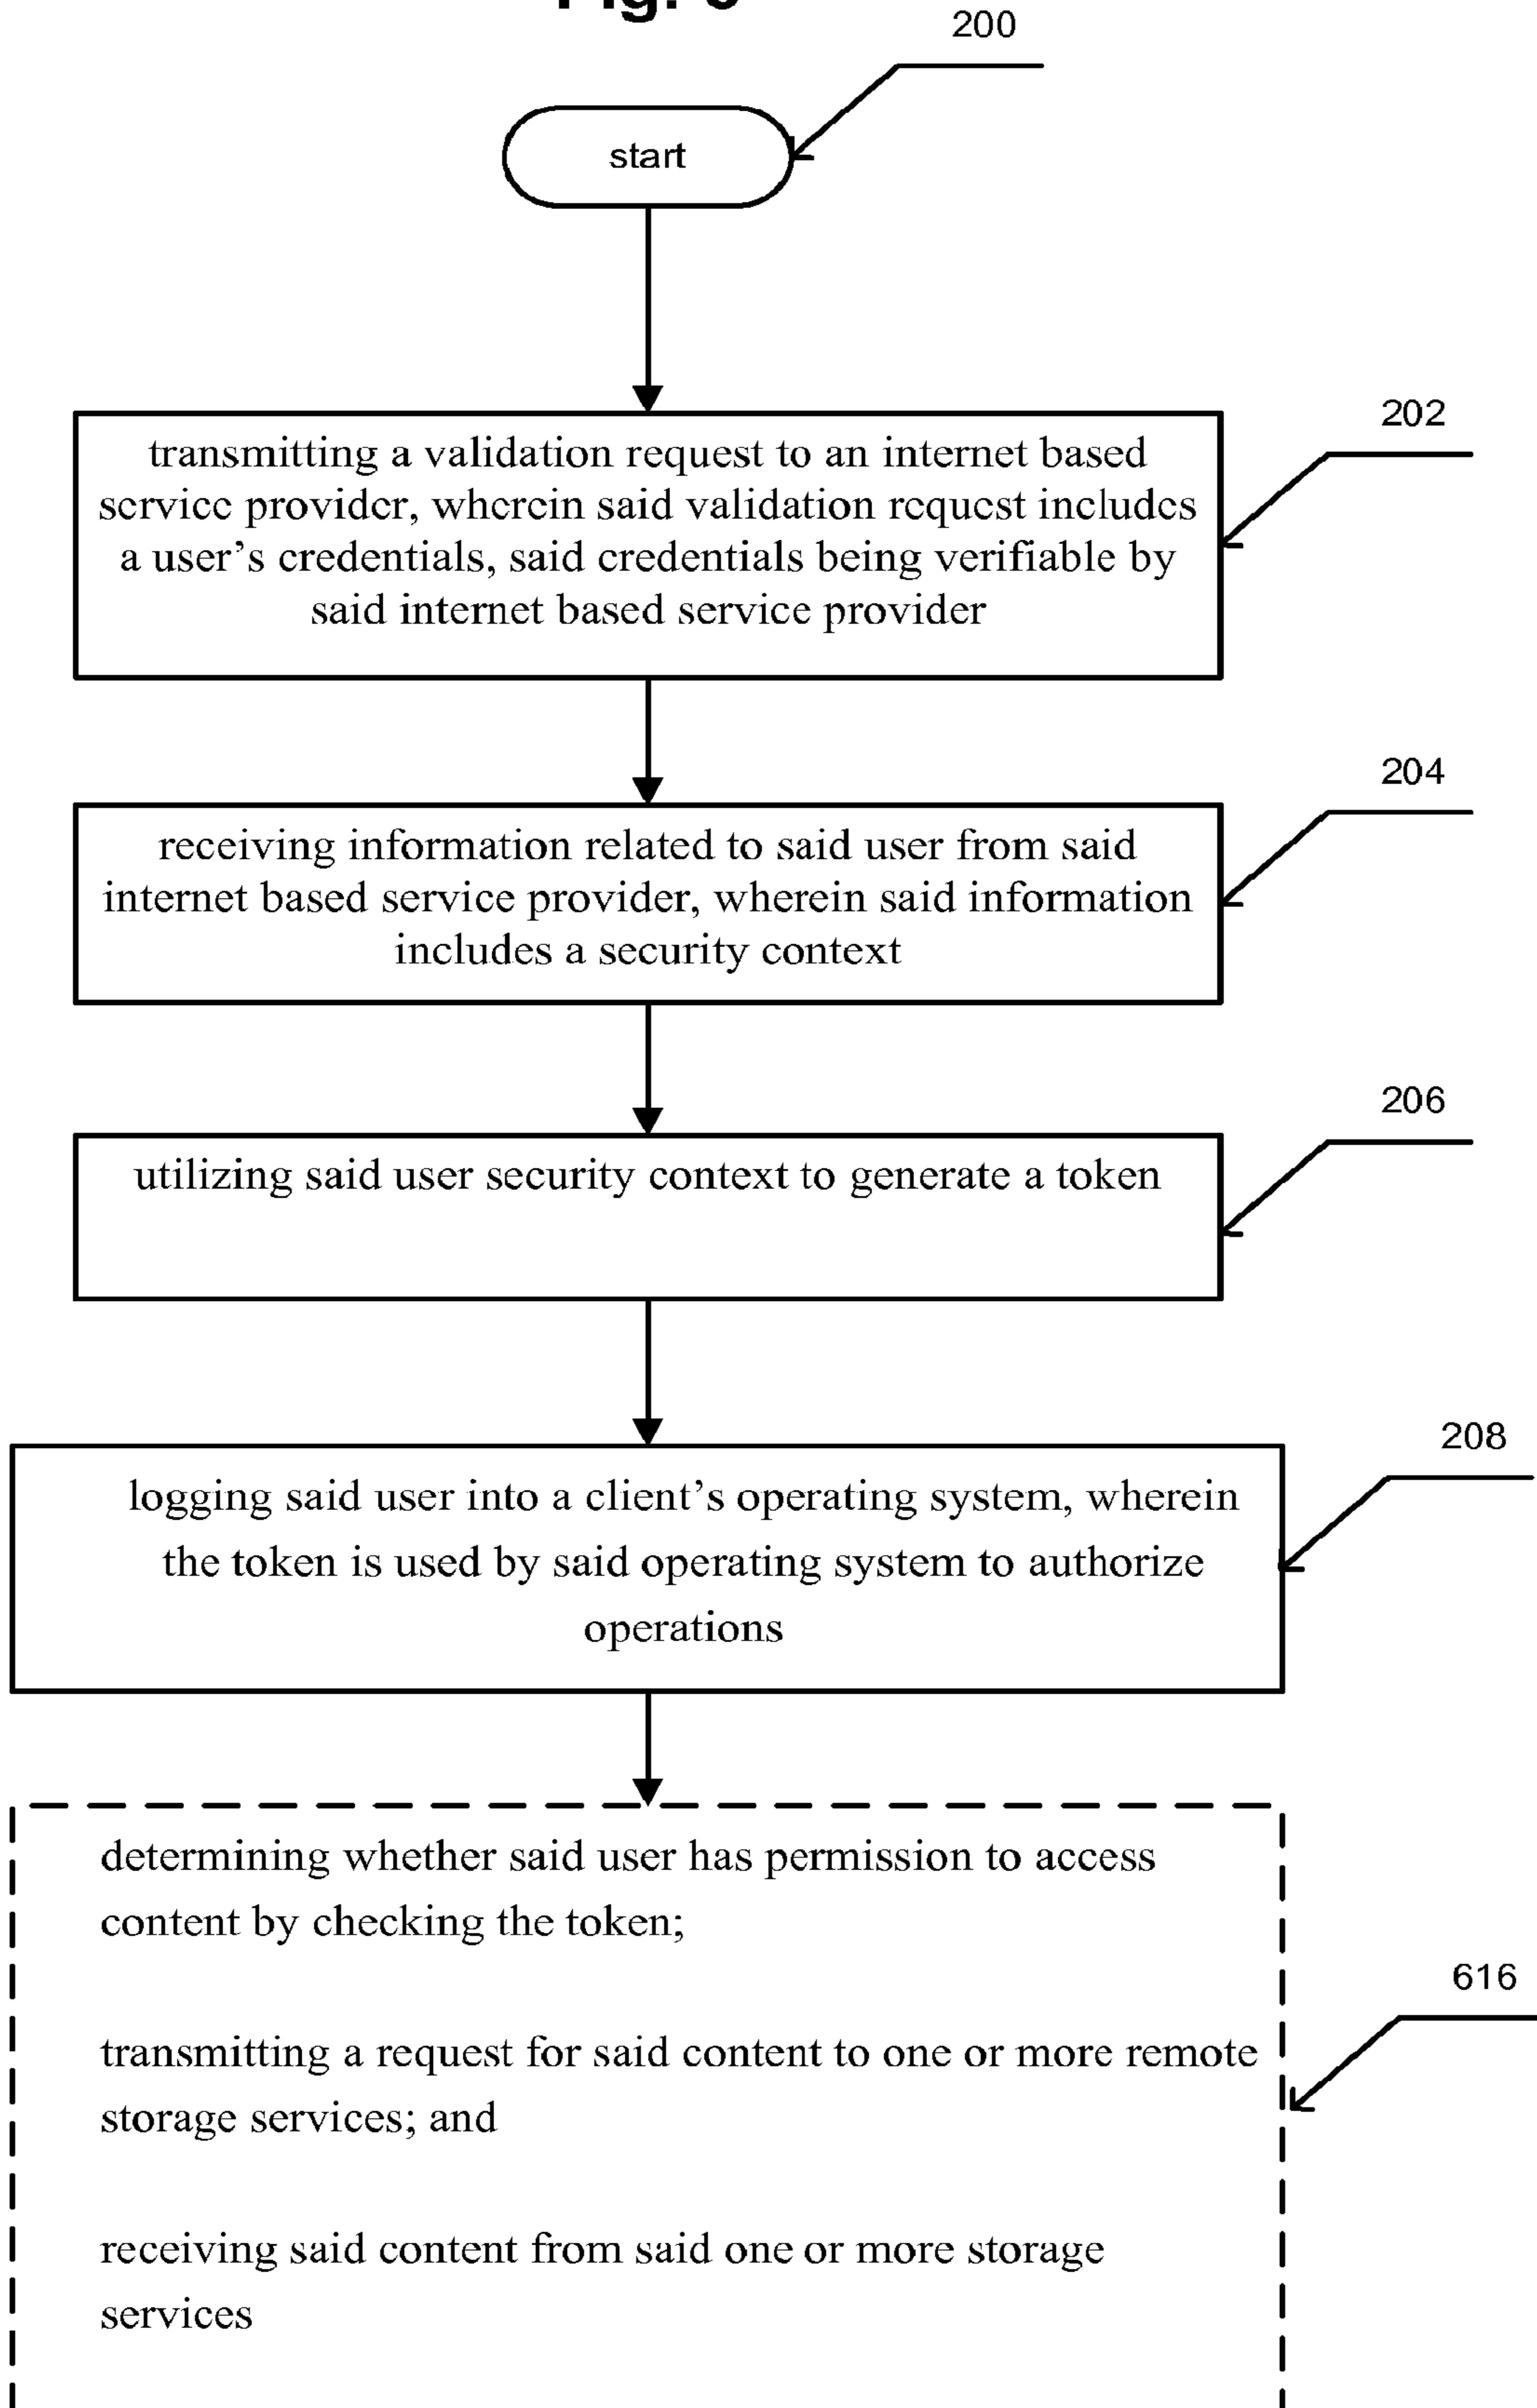 200
start
202
transmitting a validation request to an internet based
service provider, wherein said validation request includes
a user's credentials, said credentials being verifiable by
said internet based service provider
204
receiving information related to said user from said
internet based service provider, wherein said information
includes a security context
206
utilizing said user security context to generate a token
208
logging said user into a client's operating system, wherein
the token is used by said operating system to authorize
operations
determining whether said user has permission to access
content by checking the token;
616
transmitting a request for said content to one or more remote
storage services; and
receiving said content from said one or more storage
services